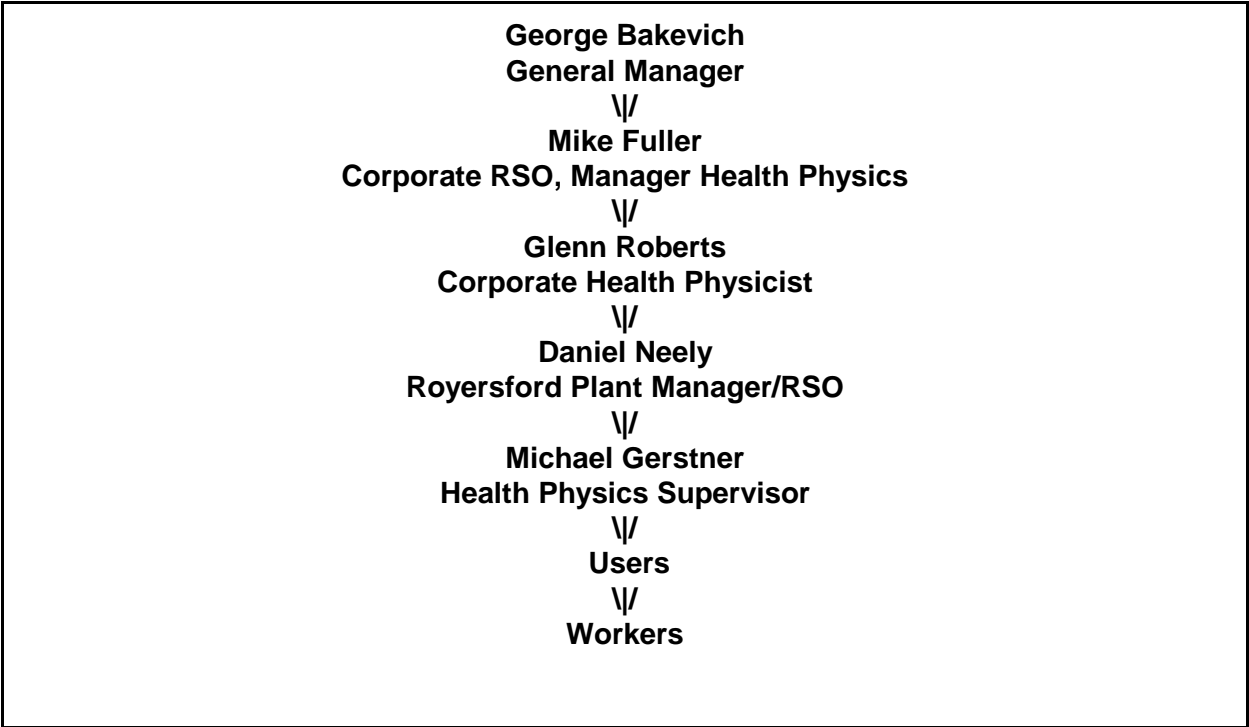 George Bakevich
General Manager
\|/
Mike Fuller
Corporate RSO, Manager Health Physics
\|/
Glenn Roberts
Corporate Health Physicist
\|/
Daniel Neely
Royersford Plant Manager/RSO
\|/
Michael Gerstner
Health Physics Supervisor
\|/
Users
\|/
Workers